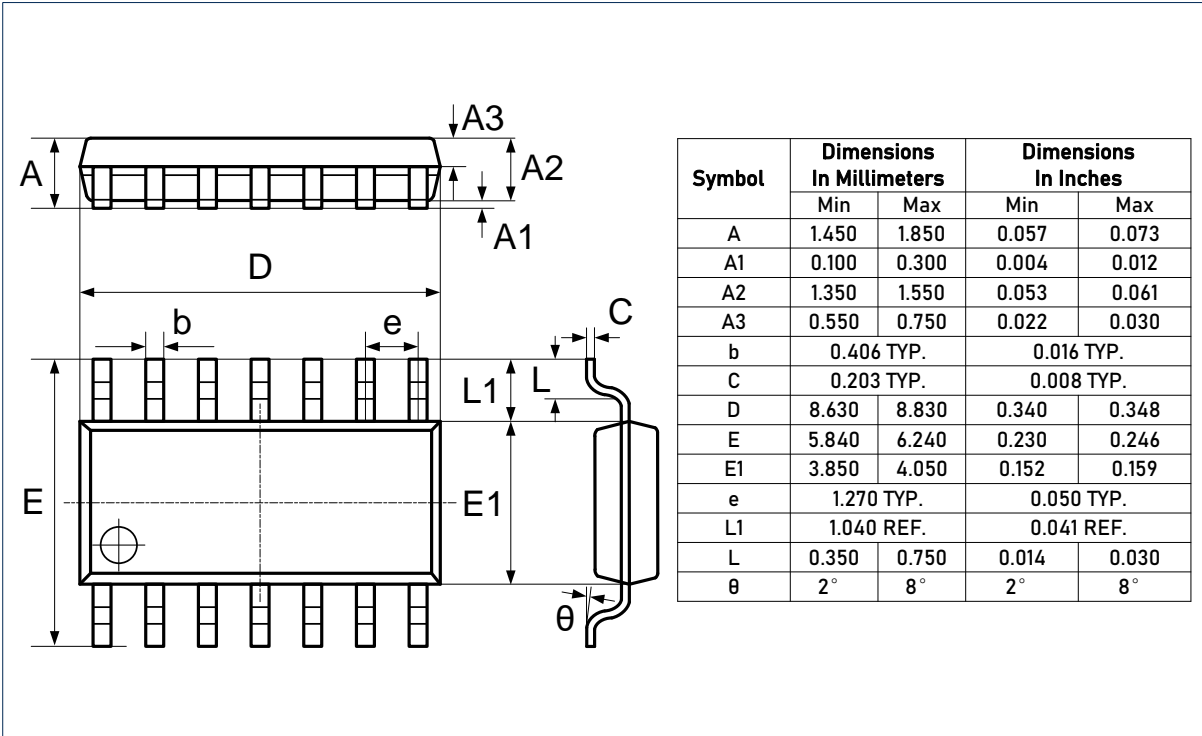 A3
A
A2
A1
D
b
e
C
L1
L
E
E1
θ
Symbol Dimensions In Millimeters Dimensions In Inches
Min Max Min Max
A 1.450 1.850 0.057 0.073
A1 0.100 0.300 0.004 0.012
A2 1.350 1.550 0.053 0.061
A3 0.550 0.750 0.022 0.030
b 0.406 TYP. 0.016 TYP.
C 0.203 TYP. 0.008 TYP.
D 8.630 8.830 0.340 0.348
E 5.840 6.240 0.230 0.246
E1 3.850 4.050 0.152 0.159
e 1.270 TYP. 0.050 TYP.
L1 1.040 REF. 0.041 REF.
L 0.350 0.750 0.014 0.030
θ 2° 8° 2° 8°